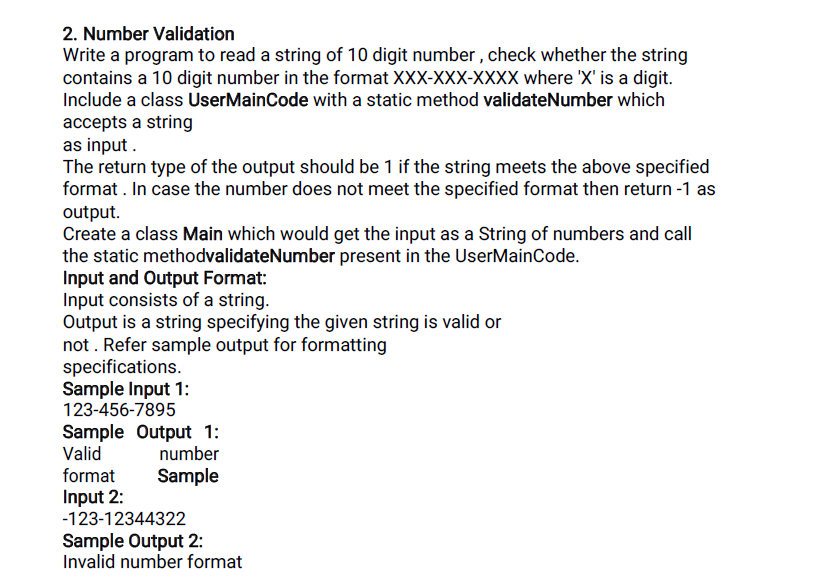 2. Number Validation
Write a program to read a string of 10 digit number , check whether the string
contains a 10 digit number in the format XXX-XXX-XXXX where 'X' is a digit.
Include a class UserMainCode with a static method validateNumber which
accepts a string
as input .
The return type of the output should be 1 if the string meets the above specified
format . In case the number does not meet the specified format then return -1 as
output.
Create a class Main which would get the input as a String of numbers and call
the static methodvalidateNumber present in the UserMainCode.
Input and Output Format:
Input consists of a string.
Output is a string specifying the given string is valid or
not . Refer sample output for formatting
specifications.
Sample Input 1:
123-456-7895
Sample Output 1:
Valid number
format Sample
Input 2:
-123-12344322
Sample Output 2:
Invalid number format